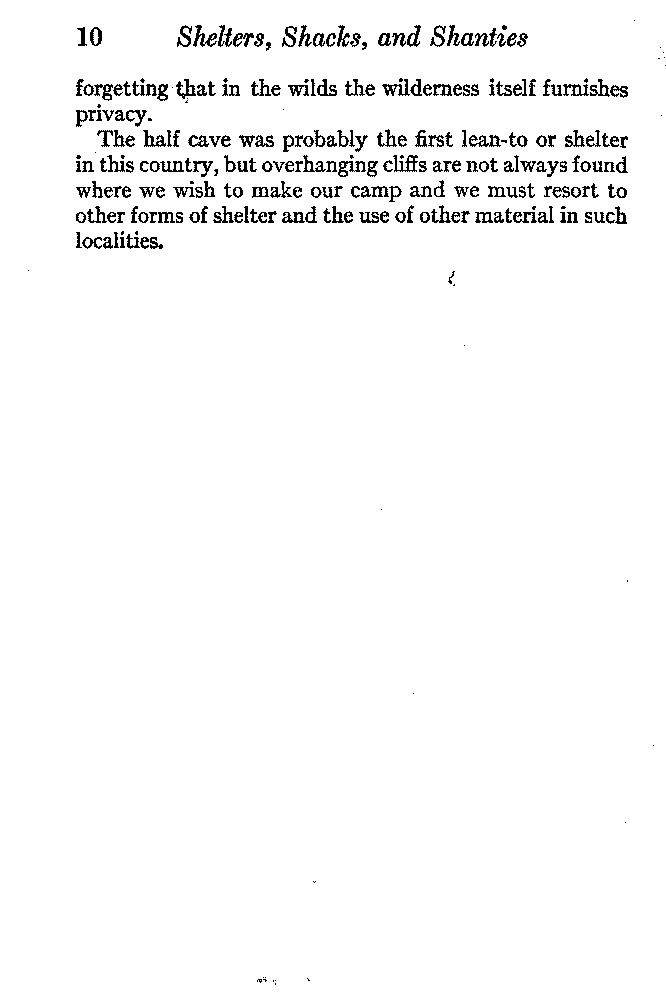 10 Shelters, Shacks, and Shanties
forgetting that in the wilds the wilderness itself furnishes
privacy.
The half cave was probably the first lean-to or shelter
in this country, but overhanging cliffs are not always found
where we wish to make our camp and we must resort to
other forms of shelter and the use of other material in such
localities.